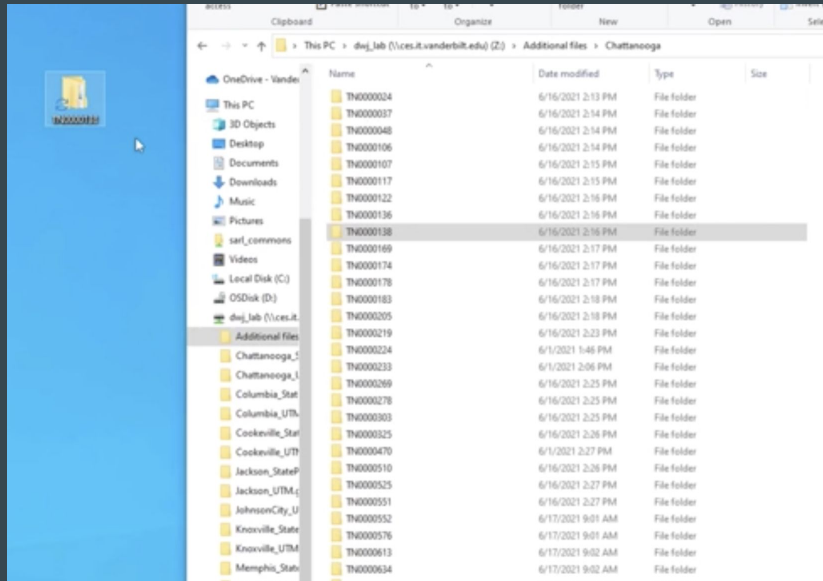 access
Paste shortcut
to
to
folder
History
Clipboard
Organize
New
Open
Sele
This PC > dwj_lab (\\ces.it.vanderbilt.edu) (Z:) > Additional files > Chattanooga
Name Date modified Type Size
TN0000138
OneDrive - Vander
This PC
3D Objects
Desktop
Documents
Downloads
Music
Pictures
sarl_commons
Videos
Local Disk (C:)
OSDisk (D:)
dwj_lab (\\ces.it.
Additional files
Chattanooga_S
Chattanooga_U
Columbia_Stat
Columbia_UTM
Cookeville_Stat
Cookeville_UTM
Jackson_StateP
Jackson_UTM.g
JohnsonCity_U
Knoxville_State
Knoxville_UTM
Memphis_State
TN0000024 6/16/2021 2:13 PM File folder
TN0000037 6/16/2021 2:14 PM File folder
TN0000048 6/16/2021 2:14 PM File folder
TN0000106 6/16/2021 2:14 PM File folder
TN0000107 6/16/2021 2:15 PM File folder
TN0000117 6/16/2021 2:15 PM File folder
TN0000122 6/16/2021 2:16 PM File folder
TN0000136 6/16/2021 2:16 PM File folder
TN0000138 6/16/2021 2:16 PM File folder
TN0000169 6/16/2021 2:17 PM File folder
TN0000174 6/16/2021 2:17 PM File folder
TN0000178 6/16/2021 2:17 PM File folder
TN0000183 6/16/2021 2:18 PM File folder
TN0000205 6/16/2021 2:18 PM File folder
TN0000219 6/16/2021 2:23 PM File folder
TN0000224 6/1/2021 1:46 PM File folder
TN0000233 6/1/2021 2:06 PM File folder
TN0000269 6/16/2021 2:25 PM File folder
TN0000278 6/16/2021 2:25 PM File folder
TN0000303 6/16/2021 2:25 PM File folder
TN0000325 6/16/2021 2:26 PM File folder
TN0000470 6/1/2021 2:27 PM File folder
TN0000510 6/16/2021 2:26 PM File folder
TN0000525 6/16/2021 2:27 PM File folder
TN0000551 6/16/2021 2:27 PM File folder
TN0000552 6/17/2021 9:01 AM File folder
TN0000576 6/17/2021 9:01 AM File folder
TN0000613 6/17/2021 9:02 AM File folder
TN0000634 6/17/2021 9:02 AM File folder